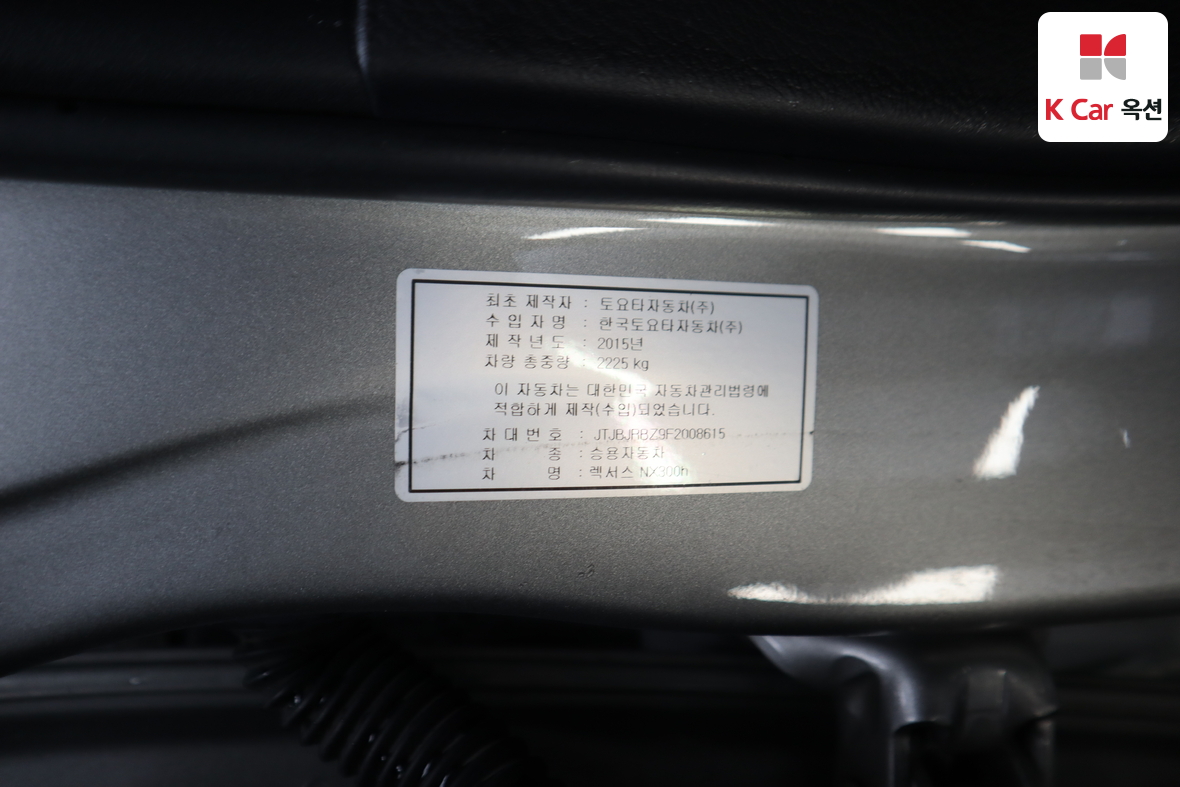 K Car 옥션
최초 제작자 : 토요타자동차(주)
수 입 자 명 : 한국토요타자동차(주)
제 작 년 도 : 2015년
차량 총중량 : 2225 kg
이 자동차는 대한민국 자동차관리법령에
적합하게 제작(수입)되었습니다.
차 대 번 호 : JTJBJRBZ9F2008615
차 종 : 승용자동차
차 명 : 렉서스 NX300h